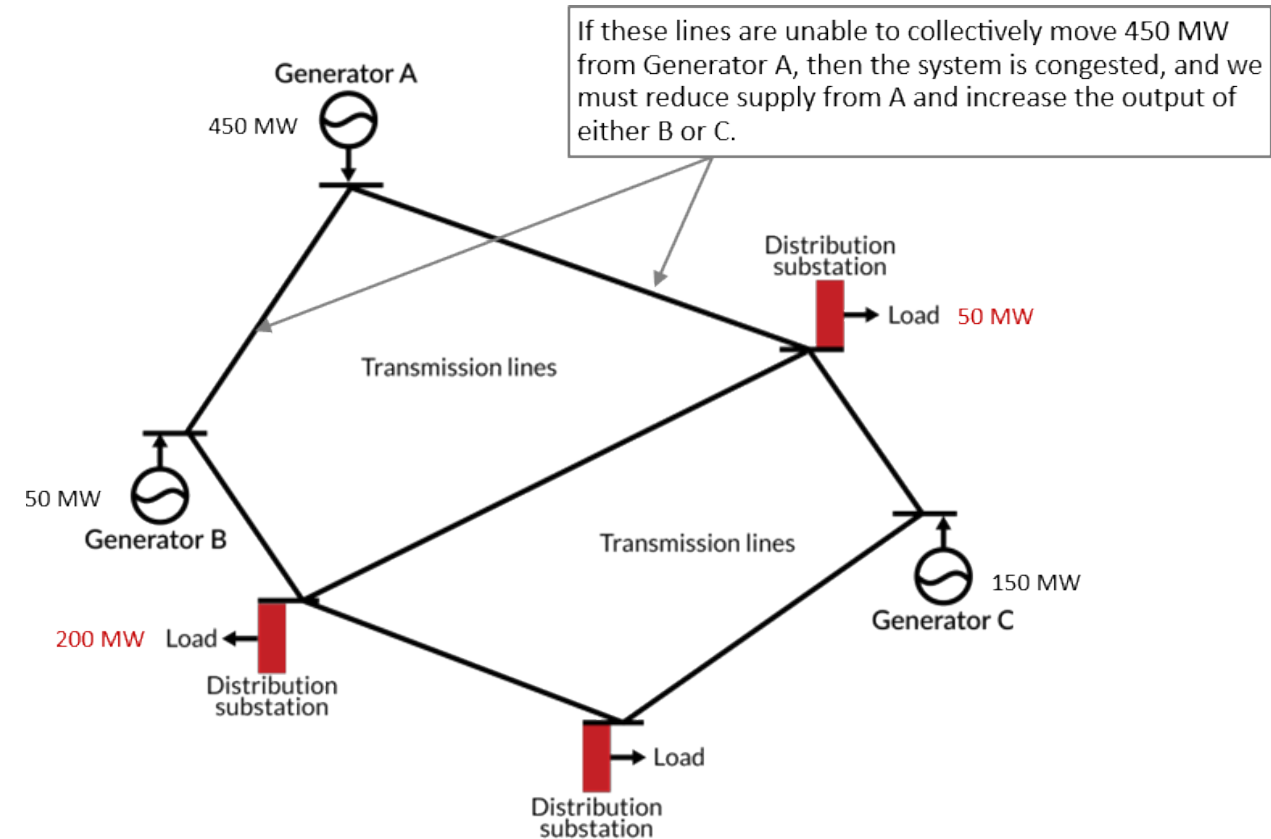 If these lines are unable to collectively move 450 MW
from Generator A, then the system is congested, and we
must reduce supply from A and increase the output of
either B or C.
Generator A
450 MW
Distribution
substation
Load 50 MW
Transmission lines
50 MW
Generator B
Transmission lines
150 MW
Generator C
200 MW Load
Distribution
substation
Load
Distribution
substation